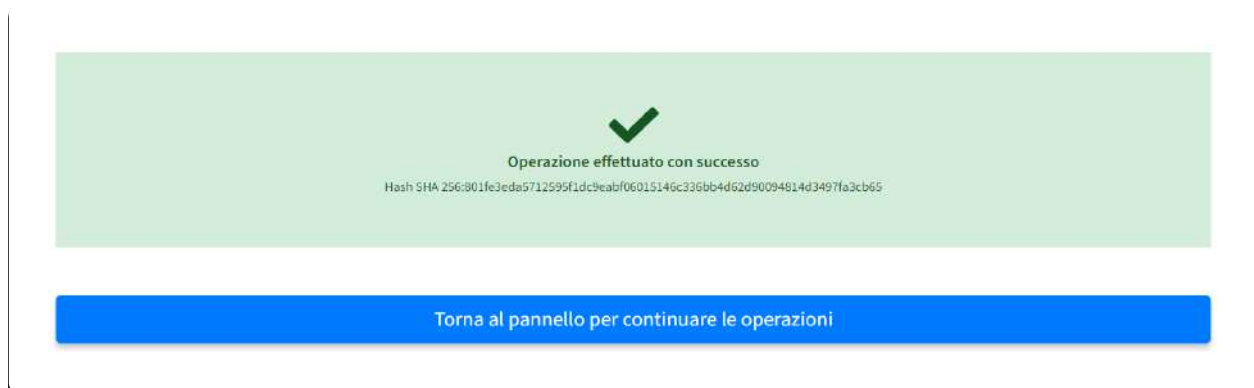 Operazione effettuato con successo
Hash SHA 256:801fe3eda5712595f1dc9eabf06015146c336bb4d62d90094814d3497fa3cb65
Torna al pannello per continuare le operazioni